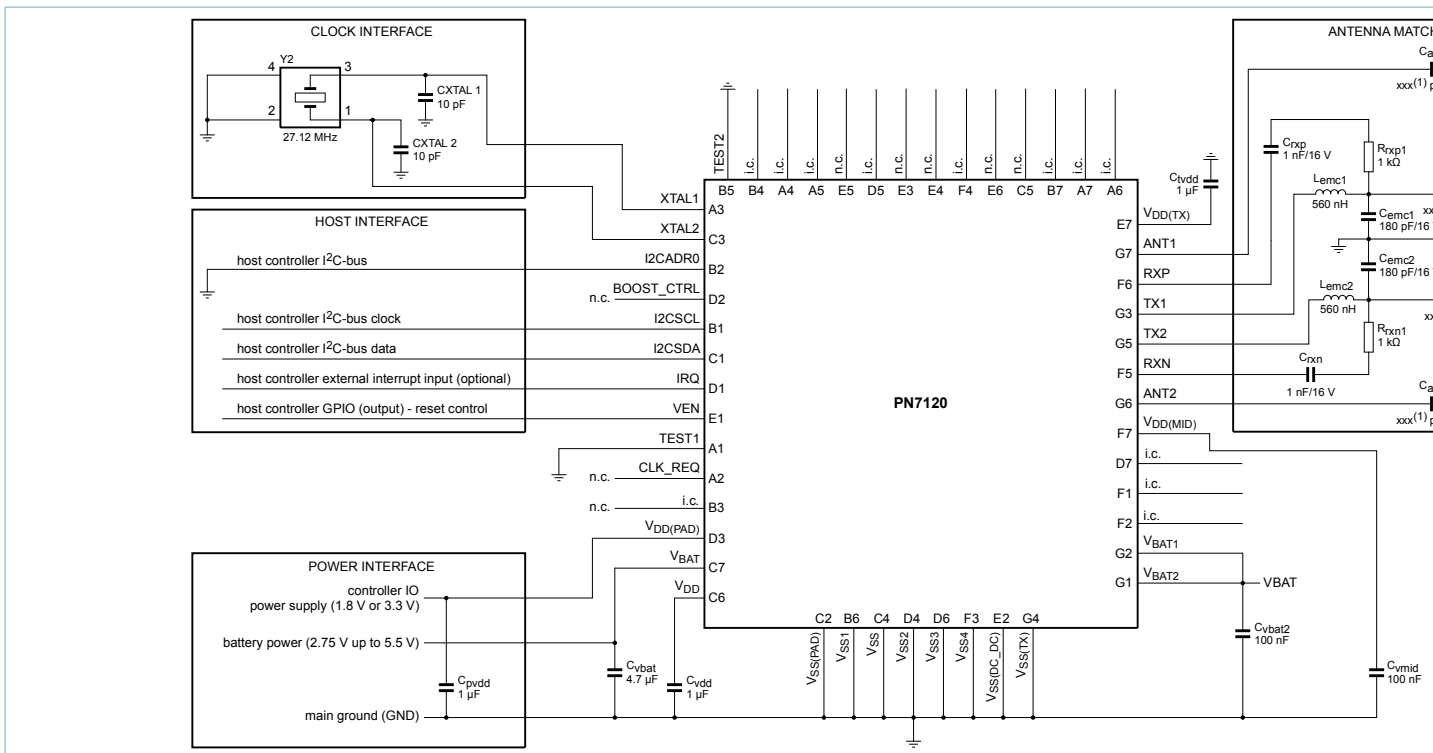 CLOCK INTERFACE
Y2
4
3
2
1
27.12 MHz
CXTAL 1
10 pF
CXTAL 2
10 pF
HOST INTERFACE
host controller I2C-bus
host controller I2C-bus clock
host controller I2C-bus data
host controller external interrupt input (optional)
host controller GPIO (output) - reset control
POWER INTERFACE
controller IO
power supply (1.8 V or 3.3 V)
battery power (2.75 V up to 5.5 V)
Cpvdd
1 µF
main ground (GND)
Cvbat
4.7 µF
Cvdd
1 µF
XTAL1
A3
XTAL2
C3
I2CADR0
B2
n.c.
BOOST_CTRL
D2
I2CSCL
B1
I2CSDA
C1
IRQ
D1
VEN
E1
TEST1
A1
n.c.
CLK_REQ
A2
n.c.
i.c.
B3
VDD(PAD)
D3
VBAT
C7
VDD
C6
TEST2
i.c.
i.c.
i.c.
n.c.
i.c.
n.c.
n.c.
i.c.
n.c.
n.c.
i.c.
i.c.
i.c.
B5 B4 A4 A5 E5 D5 E3 E4 F4 E6 C5 B7 A7 A6
PN7120
C2 B6 C4 D4 D6 F3 E2 G4
VSS(PAD)
VSS1
VSS
VSS2
VSS3
VSS4
VSS(DC_DC)
VSS(TX)
Ctvdd
1 µF
E7
VDD(TX)
G7
ANT1
F6
RXP
G3
TX1
G5
TX2
F5
RXN
G6
ANT2
F7
VDD(MID)
D7
i.c.
F1
i.c.
F2
i.c.
G2
VBAT1
G1
VBAT2
VBAT
Cvbat2
100 nF
Cvmid
100 nF
ANTENNA MATCH
Ca
xxx(1) p
Crxp
1 nF/16 V
Rrxp1
1 kΩ
Lemc1
560 nH
xx
Cemc1
180 pF/16
Cemc2
180 pF/16
Lemc2
560 nH
xx
Rrxn1
1 kΩ
Crxn
1 nF/16 V
Ca
xxx(1) p